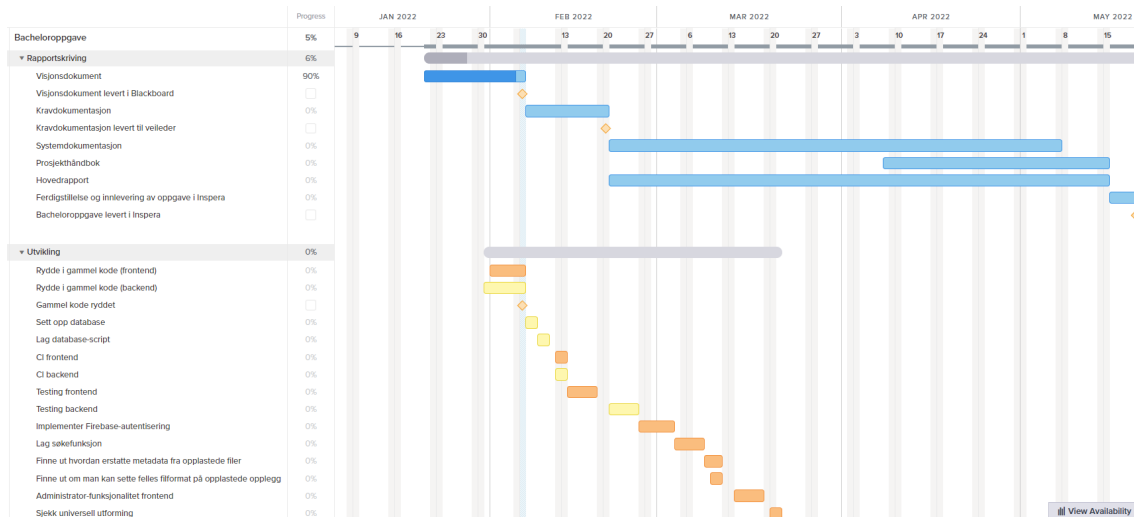 Progress JAN 2022 FEB 2022 MAR 2022 APR 2022 MAY 2022
Bacheloroppgave 5% 9 16 23 30 13 20 27 6 13 20 27 3 10 17 24 1 8 15
Rapportskriving 6%
Visjonsdokument 90%
Visjonsdokument levert i Blackboard
Kravdokumentasjon 0%
Kravdokumentasjon levert til veileder
Systemdokumentasjon 0%
Prosjekthåndbok 0%
Hovedrapport 0%
Ferdigstillelse og innlevering av oppgave i Inspera 0%
Bacheloroppgave levert i Inspera
Utvikling 0%
Rydde i gammel kode (frontend) 0%
Rydde i gammel kode (backend) 0%
Gammel kode ryddet
Sett opp database 0%
Lag database-script 0%
CI frontend 0%
CI backend 0%
Testing frontend 0%
Testing backend 0%
Implementer Firebase-autentisering 0%
Lag søkefunksjon 0%
Finne ut hvordan erstatte metadata fra opplastede filer 0%
Finne ut om man kan sette felles filformat på opplastede opplegg 0%
Administrator-funksjonalitet frontend 0%
Sjekk universell utforming 0%
View Availability